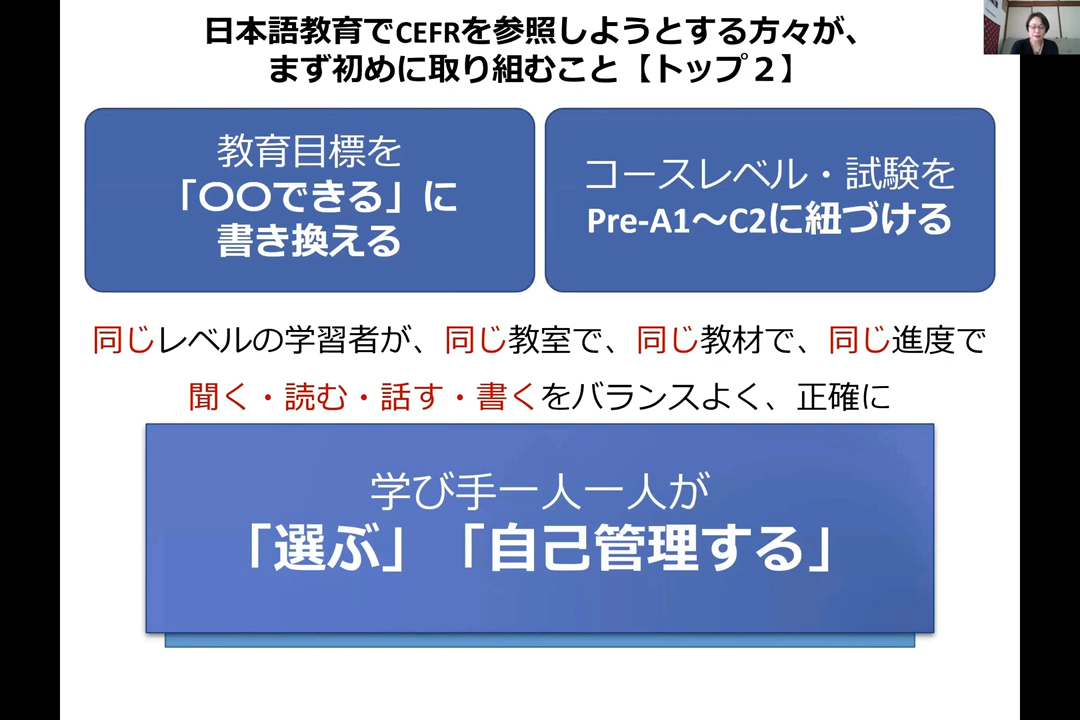 日本語教育でCEFRを参照しようとする方々が、
まず初めに取り組むこと【トップ２】
教育目標を
「〇〇できる」に
書き換える
コースレベル・試験を
Pre-A1～C2に紐づける
同じレベルの学習者が、同じ教室で、同じ教材で、同じ進度で
聞く・読む・話す・書くをバランスよく、正確に
学び手一人一人が
「選ぶ」「自己管理する」